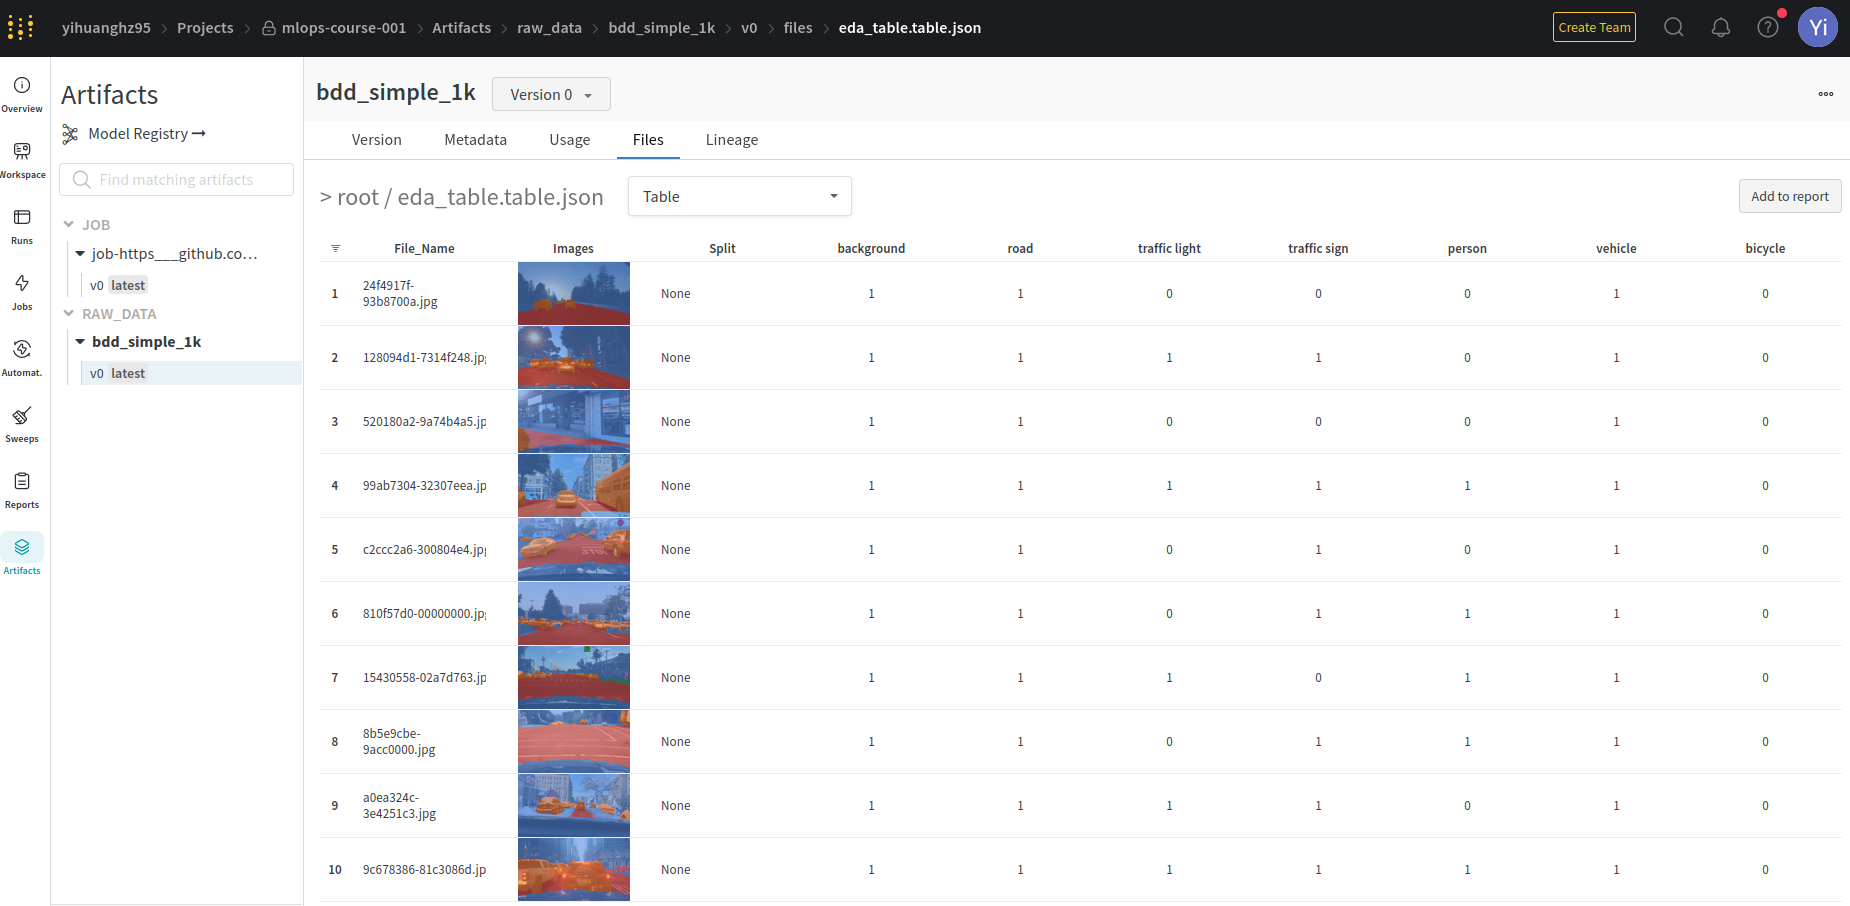 yihuanghz95 > Projects > mlops-course-001 > Artifacts > raw_data > bdd_simple_1k > v0 > files > eda_table.table.json
Create Team
Yi
Overview
Workspace
Runs
Jobs
Automat.
Sweeps
Reports
Artifacts
Artifacts
Model Registry
Find matching artifacts
JOB
job-https___github.co...
v0 latest
RAW_DATA
bdd_simple_1k
v0 latest
bdd_simple_1k
Version 0
Version Metadata Usage Files Lineage
> root / eda_table.table.json
Table
Add to report
File_Name Images Split background road traffic light traffic sign person vehicle bicycle
1 24f4917f-93b8700a.jpg None 1 1 0 0 0 1 0
2 128094d1-7314f248.jpg None 1 1 1 1 0 1 0
3 520180a2-9a74b4a5.jp None 1 1 0 0 0 1 0
4 99ab7304-32307eea.jp None 1 1 1 1 1 1 0
5 c2ccc2a6-300804e4.jpg None 1 1 0 1 0 1 0
6 810f57d0-00000000.jpg None 1 1 0 1 1 1 0
7 15430558-02a7d763.jp None 1 1 1 0 1 1 0
8 8b5e9cbe-9acc0000.jpg None 1 1 0 1 1 1 0
9 a0ea324c-3e4251c3.jpg None 1 1 1 1 0 1 0
10 9c678386-81c3086d.jp None 1 1 1 1 1 1 0